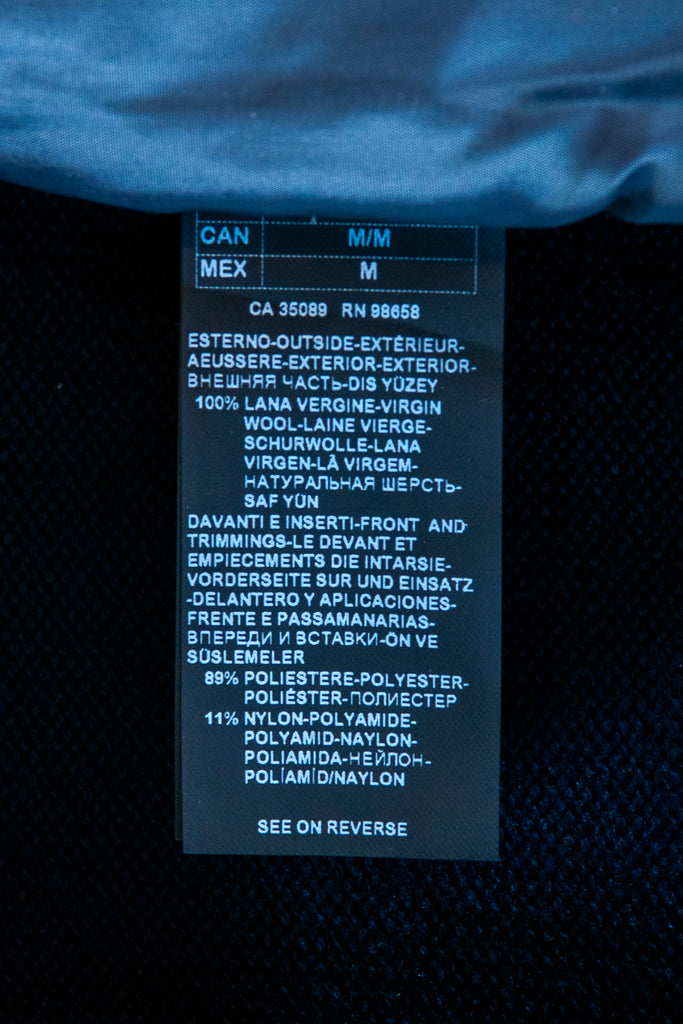 CAN M/M
MEX M
CA 35089 RN 98658
ESTERNO-OUTSIDE-EXTÉRIEUR-
AEUSSERE-EXTERIOR-EXTERIOR-
ВНЕШНЯЯ ЧАСТЬ-DIS YÜZEY
100% LANA VERGINE-VIRGIN
WOOL-LAINE VIERGE-
SCHURWOLLE-LANA
VIRGEN-LÃ VIRGEM-
НАТУРАЛЬНАЯ ШЕРСТЬ-
SAF YÜN
DAVANTI E INSERTI-FRONT AND
TRIMMINGS-LE DEVANT ET
EMPIECEMENTS DIE INTARSIE-
VORDERSEITE SUR UND EINSATZ
-DELANTERO Y APLICACIONES-
FRENTE E PASSAMANARIAS-
ВПЕРЕДИ И ВСТАВКИ-ÖN VE
SÜSLEMELER
89% POLIESTERE-POLYESTER-
POLIÉSTER-ПОЛИЕСТЕР
11% NYLON-POLYAMIDE-
POLYAMID-NAYLON-
POLIAMIDA-НЕЙЛОН-
POLİAMİD/NAYLON
SEE ON REVERSE